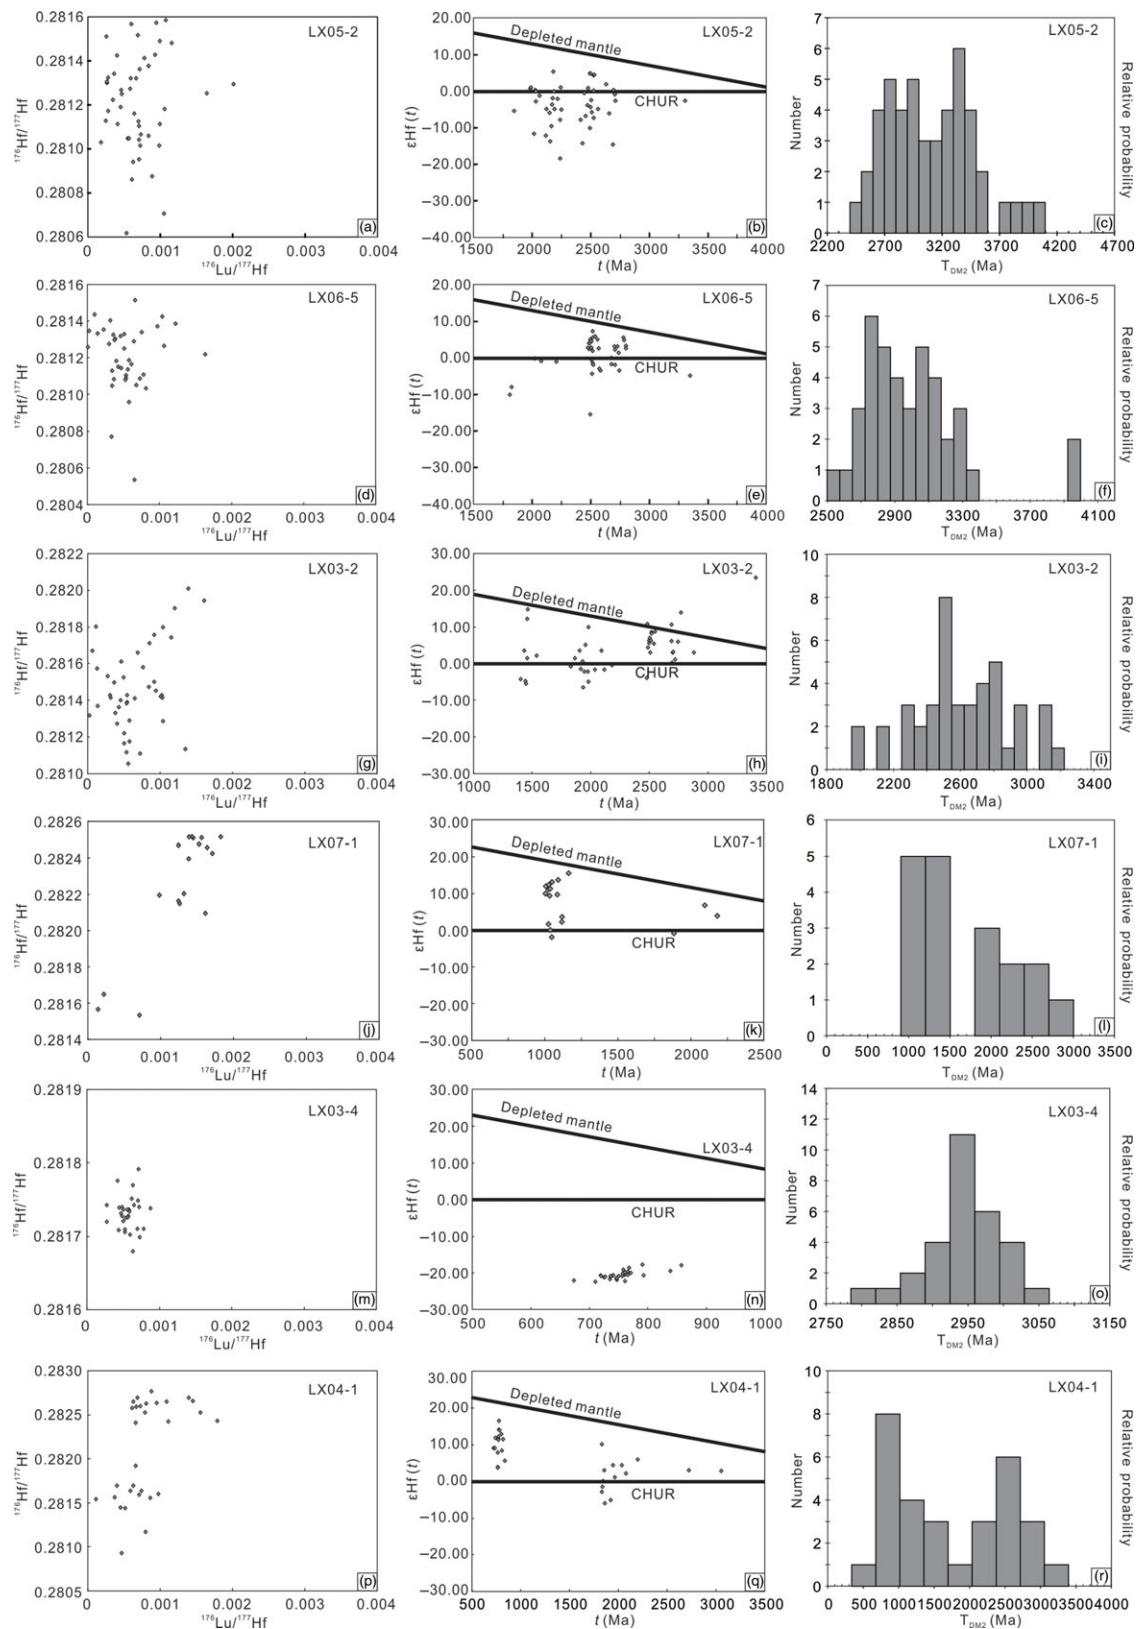 0.2816
0.2814
0.2812
0.2810
0.2808
0.2806
0
0.001
0.002
0.003
0.004
¹⁷⁶Hf/¹⁷⁷Hf
¹⁷⁶Lu/¹⁷⁷Hf
LX05-2
(a)
20.00
10.00
0.00
–10.00
–20.00
–30.00
–40.00
1500
2000
2500
3000
3500
4000
εHf (t)
t (Ma)
Depleted mantle
CHUR
LX05-2
(b)
7
6
5
4
3
2
1
0
2200
2700
3200
3700
4200
4700
Number
Relative probability
T DM2 (Ma)
LX05-2
(c)
0.2816
0.2814
0.2812
0.2810
0.2808
0.2806
0.2804
0
0.001
0.002
0.003
0.004
¹⁷⁶Hf/¹⁷⁷Hf
¹⁷⁶Lu/¹⁷⁷Hf
LX06-5
(d)
20.00
10.00
0.00
–10.00
–20.00
–30.00
–40.00
1500
2000
2500
3000
3500
4000
εHf (t)
t (Ma)
Depleted mantle
CHUR
LX06-5
(e)
7
6
5
4
3
2
1
0
2500
2900
3300
3700
4100
Number
Relative probability
T DM2 (Ma)
LX06-5
(f)
0.2822
0.2820
0.2818
0.2816
0.2814
0.2812
0.2810
0
0.001
0.002
0.003
0.004
¹⁷⁶Hf/¹⁷⁷Hf
¹⁷⁶Lu/¹⁷⁷Hf
LX03-2
(g)
30.00
20.00
10.00
0.00
–10.00
–20.00
–30.00
1000
1500
2000
2500
3000
3500
εHf (t)
t (Ma)
Depleted mantle
CHUR
LX03-2
(h)
10
8
6
4
2
0
1800
2200
2600
3000
3400
Number
Relative probability
T DM2 (Ma)
LX03-2
(i)
0.2826
0.2824
0.2822
0.2820
0.2818
0.2816
0.2814
0
0.001
0.002
0.003
0.004
¹⁷⁶Hf/¹⁷⁷Hf
¹⁷⁶Lu/¹⁷⁷Hf
LX07-1
(j)
30.00
20.00
10.00
0.00
–10.00
–20.00
–30.00
500
1000
1500
2000
2500
εHf (t)
t (Ma)
Depleted mantle
CHUR
LX07-1
(k)
6
5
4
3
2
1
0
0
500
1000
1500
2000
2500
3000
3500
Number
Relative probability
T DM2 (Ma)
LX07-1
(l)
0.2819
0.2818
0.2817
0.2816
0
0.001
0.002
0.003
0.004
¹⁷⁶Hf/¹⁷⁷Hf
¹⁷⁶Lu/¹⁷⁷Hf
LX03-4
(m)
30.00
20.00
10.00
0.00
–10.00
–20.00
–30.00
500
600
700
800
900
1000
εHf (t)
t (Ma)
Depleted mantle
CHUR
LX03-4
(n)
14
12
10
8
6
4
2
0
2750
2850
2950
3050
3150
Number
Relative probability
T DM2 (Ma)
LX03-4
(o)
0.2830
0.2825
0.2820
0.2815
0.2810
0.2805
0
0.001
0.002
0.003
0.004
¹⁷⁶Hf/¹⁷⁷Hf
¹⁷⁶Lu/¹⁷⁷Hf
LX04-1
(p)
30.00
20.00
10.00
0.00
–10.00
–20.00
–30.00
500
1000
1500
2000
2500
3000
3500
εHf (t)
t (Ma)
Depleted mantle
CHUR
LX04-1
(q)
10
8
6
4
2
0
0
500
1000
1500
2000
2500
3000
3500
4000
Number
Relative probability
T DM2 (Ma)
LX04-1
(r)